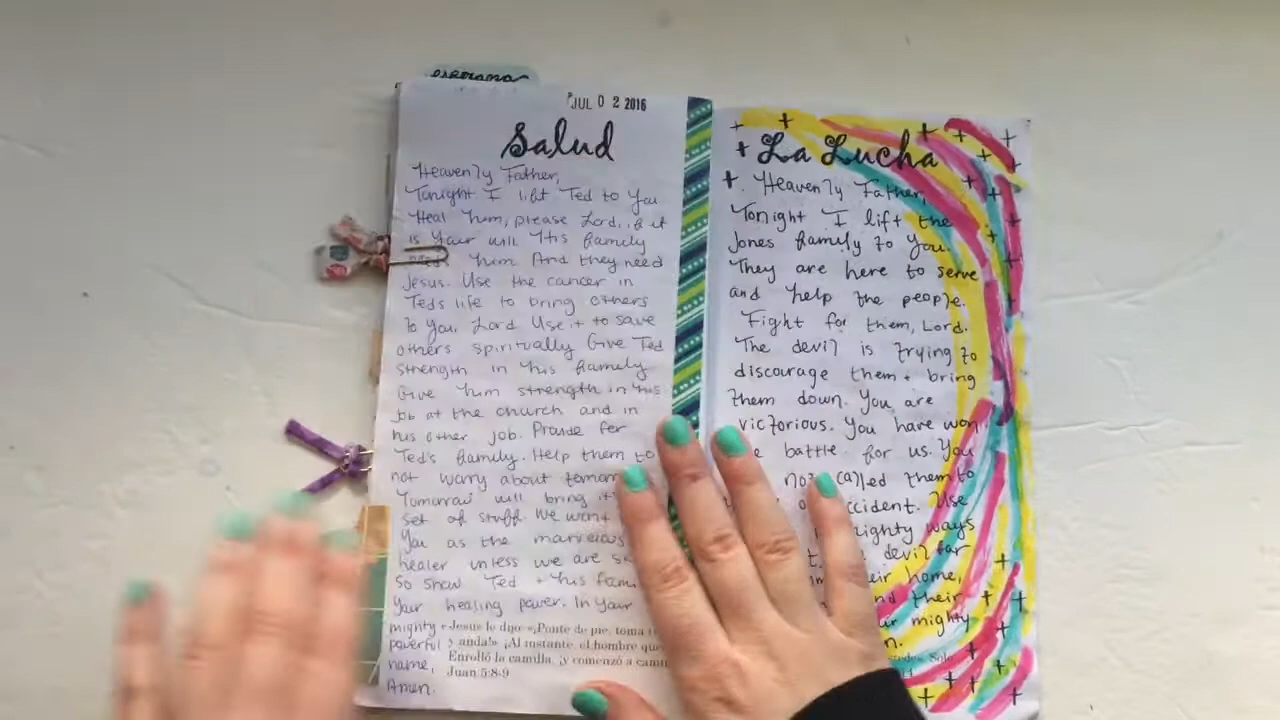 JUL 0 2 2016
Salud
Heavenly Father,
Tonight I lift Ted to You
Heal him, please Lord, if it
is Your will His family
him And they need
Jesus. Use the cancer in
Ted's life to bring others
to You, Lord Use it to save
others spiritually Give Ted
strength in his family
Give him strength in his
job at the church and in
his other job. Provide for
Ted's family. Help them to
not worry about
Tomorrow will bring
set of stuff. We won't
You as the marvelous
healer unless we are
So show Ted + his
Your healing power. In Your
mighty
powerful
name,
Amen.
Jesús le dijo: «¡Ponte de pie, toma
y anda!» ¡Al instante, el hombre
Enrolló la camilla, ¡y comenzó a
Juan 5:8-9
La Lucha
Heavenly Father,
Tonight I lift the
Jones family to You.
They are here to serve
and help the people.
Fight for them, Lord.
The devil is trying to
discourage them + bring
them down. You are
victorious. You have won
battle for us. You
not called them to
accident. Use
mighty ways
devil far
home,
their
mighty